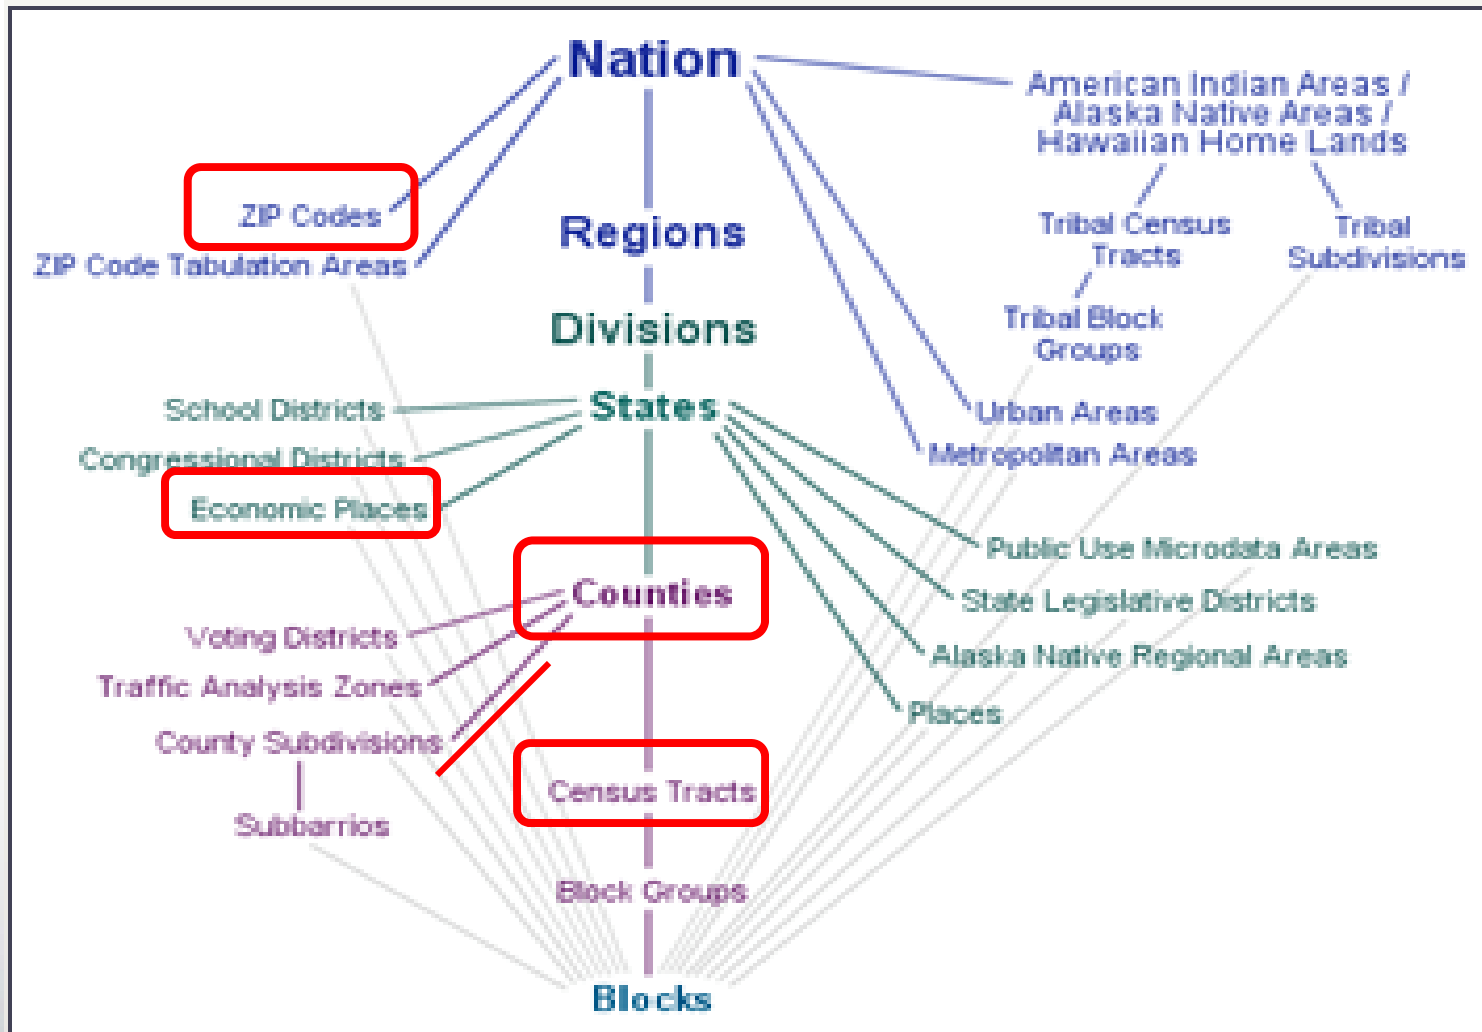 Nation
American Indian Areas /
Alaska Native Areas /
Hawaiian Home Lands
ZIP Codes
ZIP Code Tabulation Areas
Regions
Tribal Census
Tracts
Tribal
Subdivisions
Divisions
Tribal Block
Groups
School Districts
States
Urban Areas
Congressional Districts
Metropolitan Areas
Economic Places
Public Use Microdata Areas
Counties
State Legislative Districts
Voting Districts
Alaska Native Regional Areas
Traffic Analysis Zones
Places
County Subdivisions
Census Tracts
Subbarrios
Block Groups
Blocks